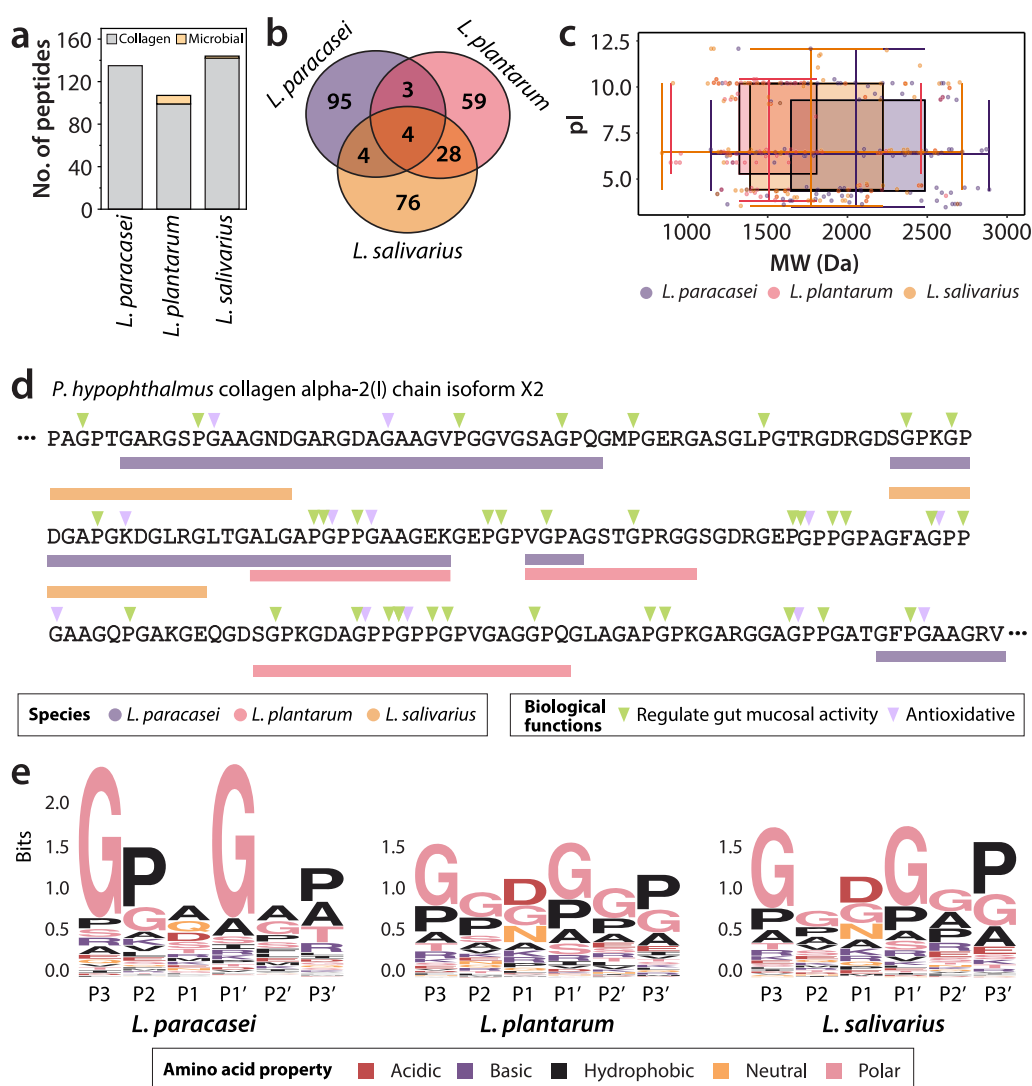 a
No. of peptides
160
120
80
40
0
Collagen
Microbial
L. paracasei
L. plantarum
L. salivarius
b
L. paracasei
L. plantarum
95
3
59
4
4
28
76
L. salivarius
c
pI
12.5
10.0
7.5
5.0
1000 1500 2000 2500 3000
MW (Da)
L. paracasei L. plantarum L. salivarius
d
P. hypophthalmus collagen alpha-2(I) chain isoform X2
··· PAGPTGARGSPGAAGNDGARGDAGAAGVPGGVGSAGPQGMPGERGASGLPGTRGDRGDSGPKGP
DGAPGKDGLRGLTGALGAPGPPGAAGEKGEPGPVGPAGSTGPRGGSGDRGEPGPPGPAGFAGPP
GAAGQPGAKGEQGDSGPKGDAGPPGPPGPVGAGGPQGLAGAPGPKGARGGAGPPGATGFPGAAGRV ···
Species L. paracasei L. plantarum L. salivarius
Biological functions Regulate gut mucosal activity Antioxidative
e
Bits
2.0
1.5
1.0
0.5
0.0
P3 P2 P1 P1’ P2’ P3’
L. paracasei
1.5
1.0
0.5
0.0
P3 P2 P1 P1’ P2’ P3’
L. plantarum
1.5
1.0
0.5
0.0
P3 P2 P1 P1’ P2’ P3’
L. salivarius
Amino acid property Acidic Basic Hydrophobic Neutral Polar